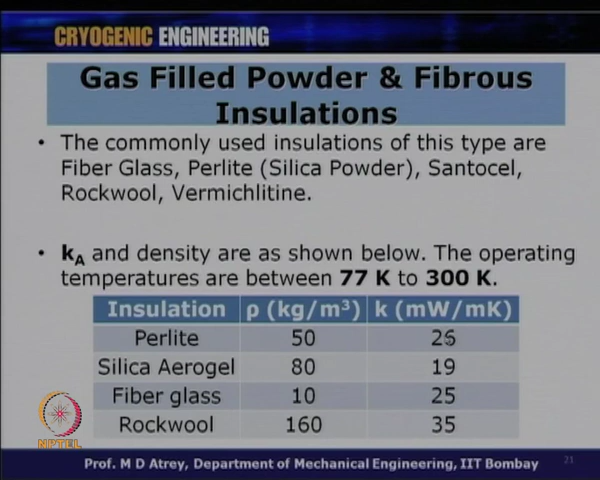 CRYOGENIC ENGINEERING
Gas Filled Powder & Fibrous
Insulations
• The commonly used insulations of this type are
Fiber Glass, Perlite (Silica Powder), Santocel,
Rockwool, Vermichlitine.
• kA and density are as shown below. The operating
temperatures are between 77 K to 300 K.
Insulation ρ (kg/m³) k (mW/mK)
Perlite 50 26
Silica Aerogel 80 19
Fiber glass 10 25
Rockwool 160 35
NPTEL
Prof. M D Atrey, Department of Mechanical Engineering, IIT Bombay
21